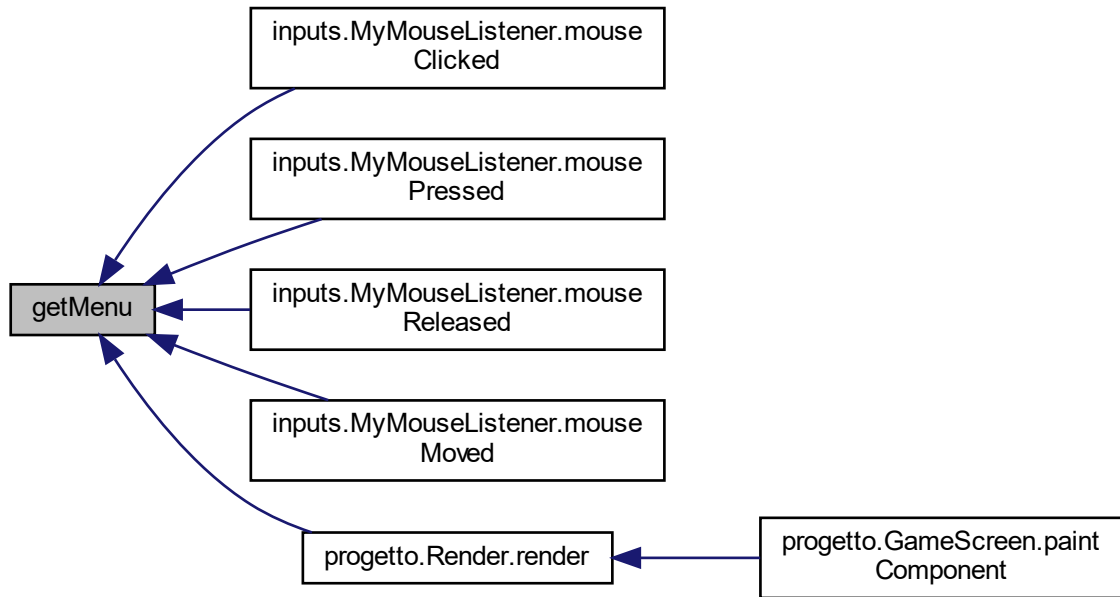 inputs.MyMouseListener.mouse
Clicked
inputs.MyMouseListener.mouse
Pressed
getMenu
inputs.MyMouseListener.mouse
Released
inputs.MyMouseListener.mouse
Moved
progetto.Render.render
progetto.GameScreen.paint
Component